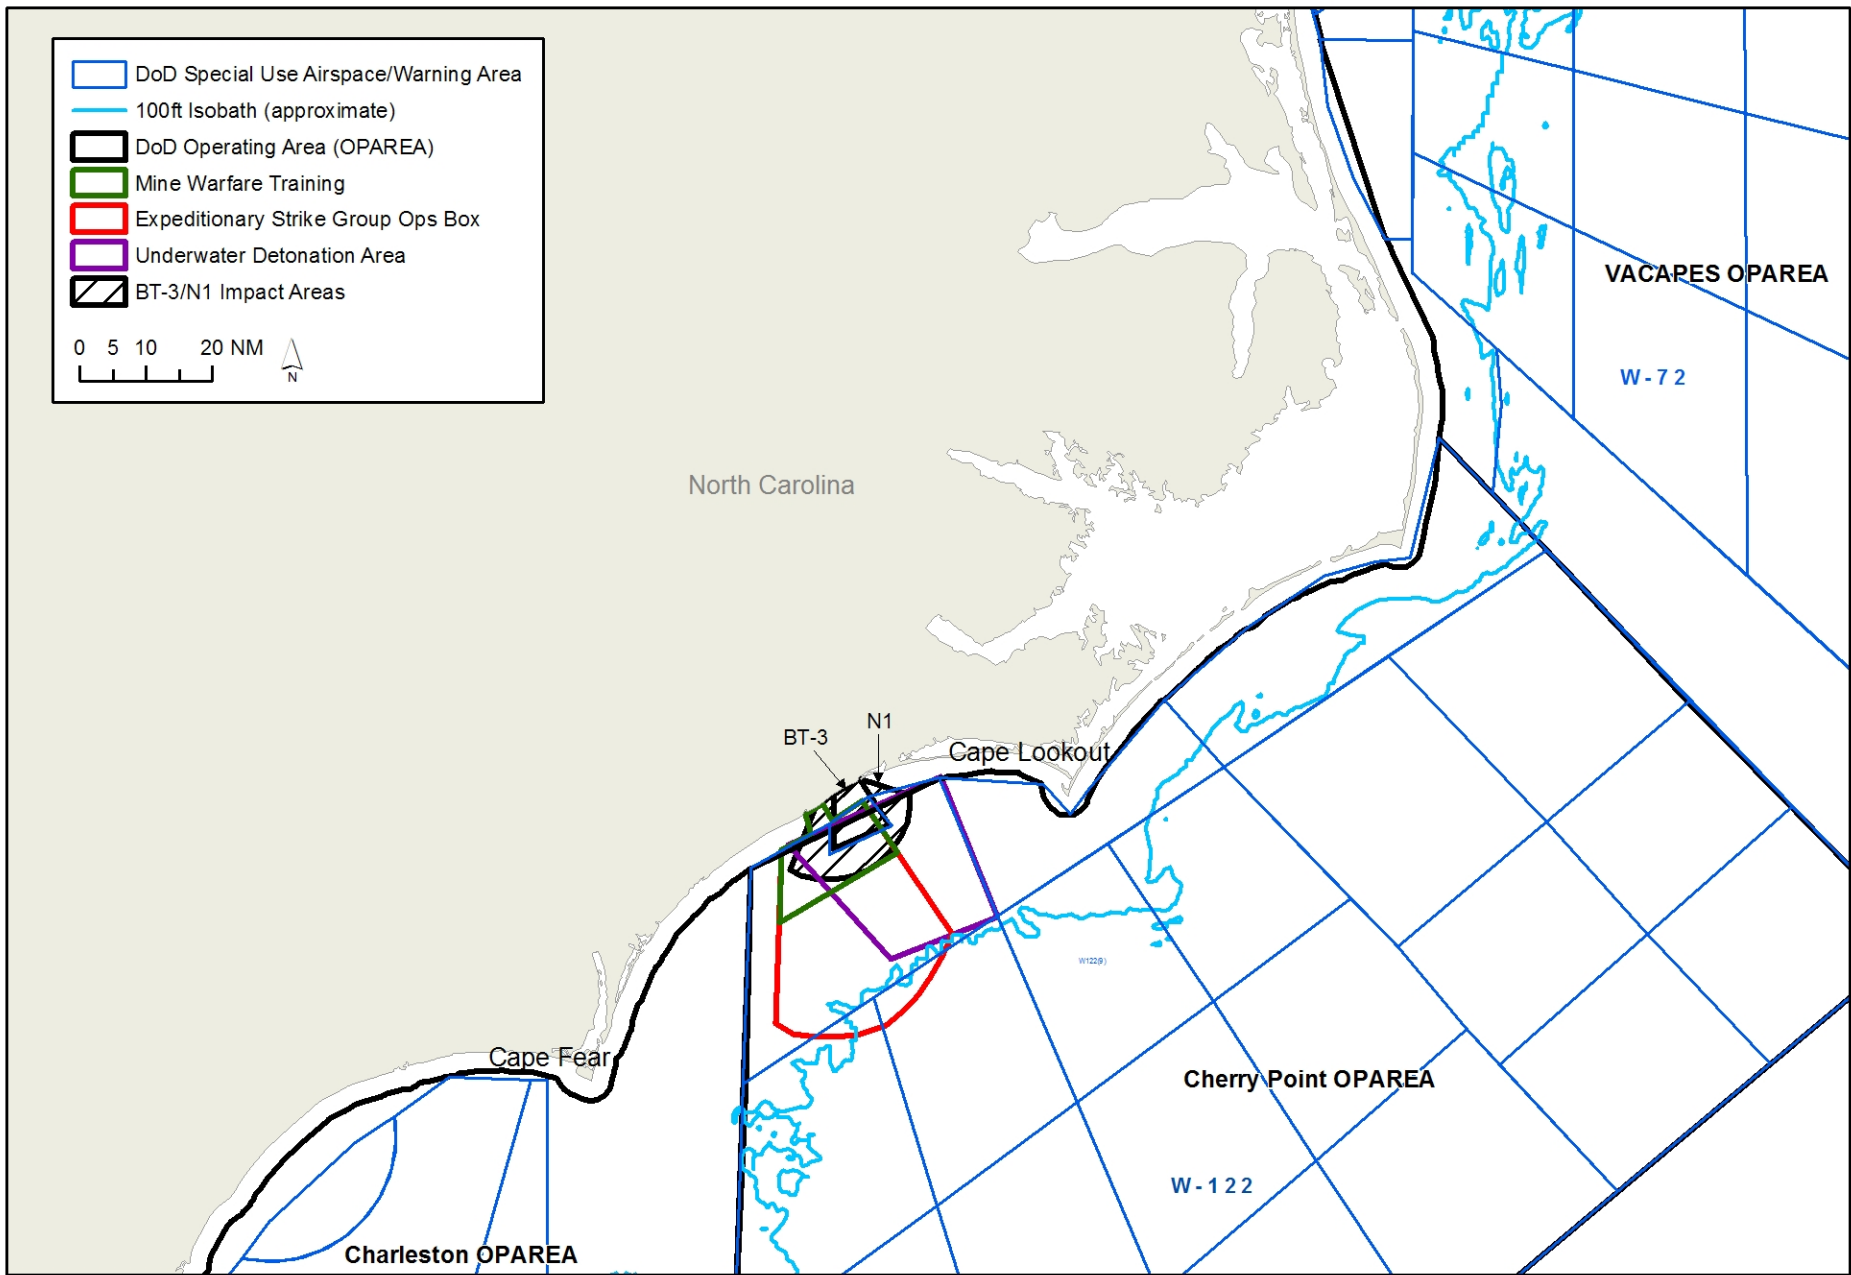 DoD Special Use Airspace/Warning Area
100ft Isobath (approximate)
DoD Operating Area (OPAREA)
Mine Warfare Training
Expeditionary Strike Group Ops Box
Underwater Detonation Area
BT-3/N1 Impact Areas
0 5 10 20 NM
N
VACAPES OPAREA
W-72
North Carolina
N1
BT-3
Cape Lookout
W122(9)
Cape Fear
Cherry Point OPAREA
W-122
Charleston OPAREA